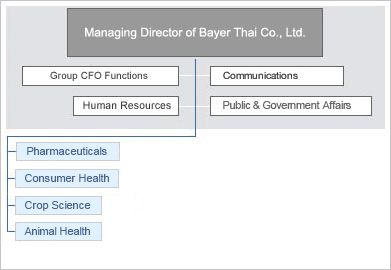 Managing Director of Bayer Thai Co., Ltd.
Group CFO Functions
Communications
Human Resources
Public & Government Affairs
Pharmaceuticals
Consumer Health
Crop Science
Animal Health